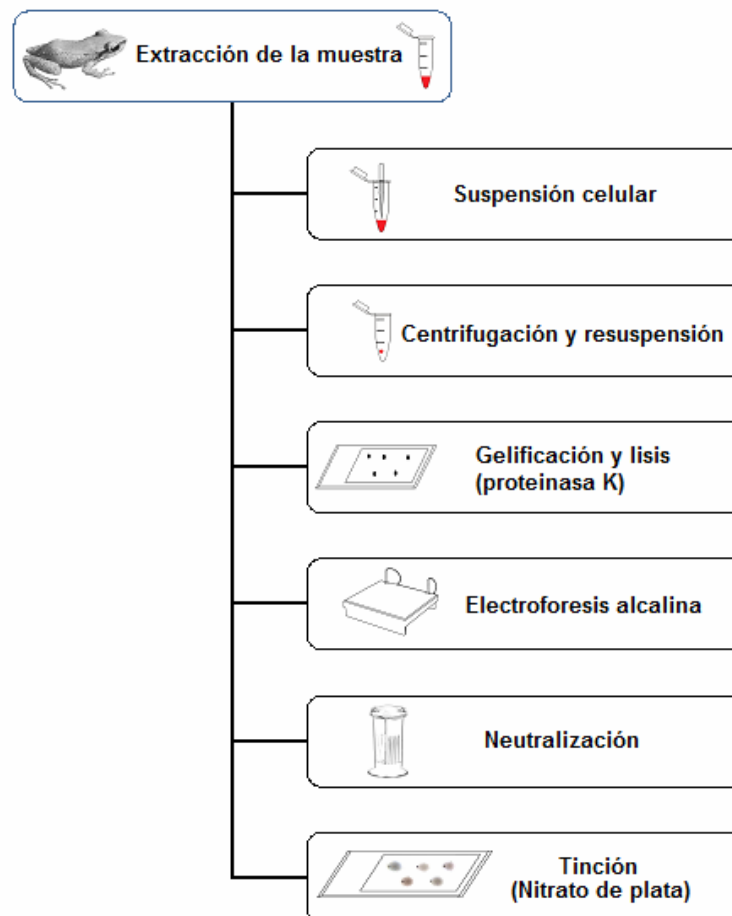 Extracción de la muestra
Suspensión celular
Centrifugación y resuspensión
Gelificación y lisis
(proteinasa K)
Electroforesis alcalina
Neutralización
Tinción
(Nitrato de plata)